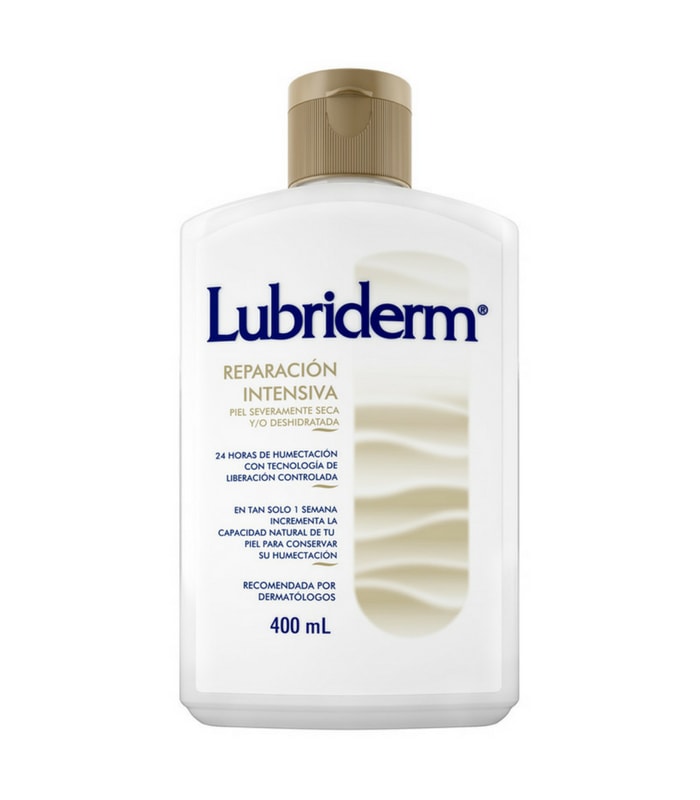 Lubriderm®
REPARACIÓN
INTENSIVA
PIEL SEVERAMENTE SECA
Y/O DESHIDRATADA
24 HORAS DE HUMECTACIÓN
CON TECNOLOGÍA DE
LIBERACIÓN CONTROLADA
EN TAN SOLO 1 SEMANA
INCREMENTA LA
CAPACIDAD NATURAL DE TU
PIEL PARA CONSERVAR
SU HUMECTACIÓN
RECOMENDADA POR
DERMATÓLOGOS
400 mL